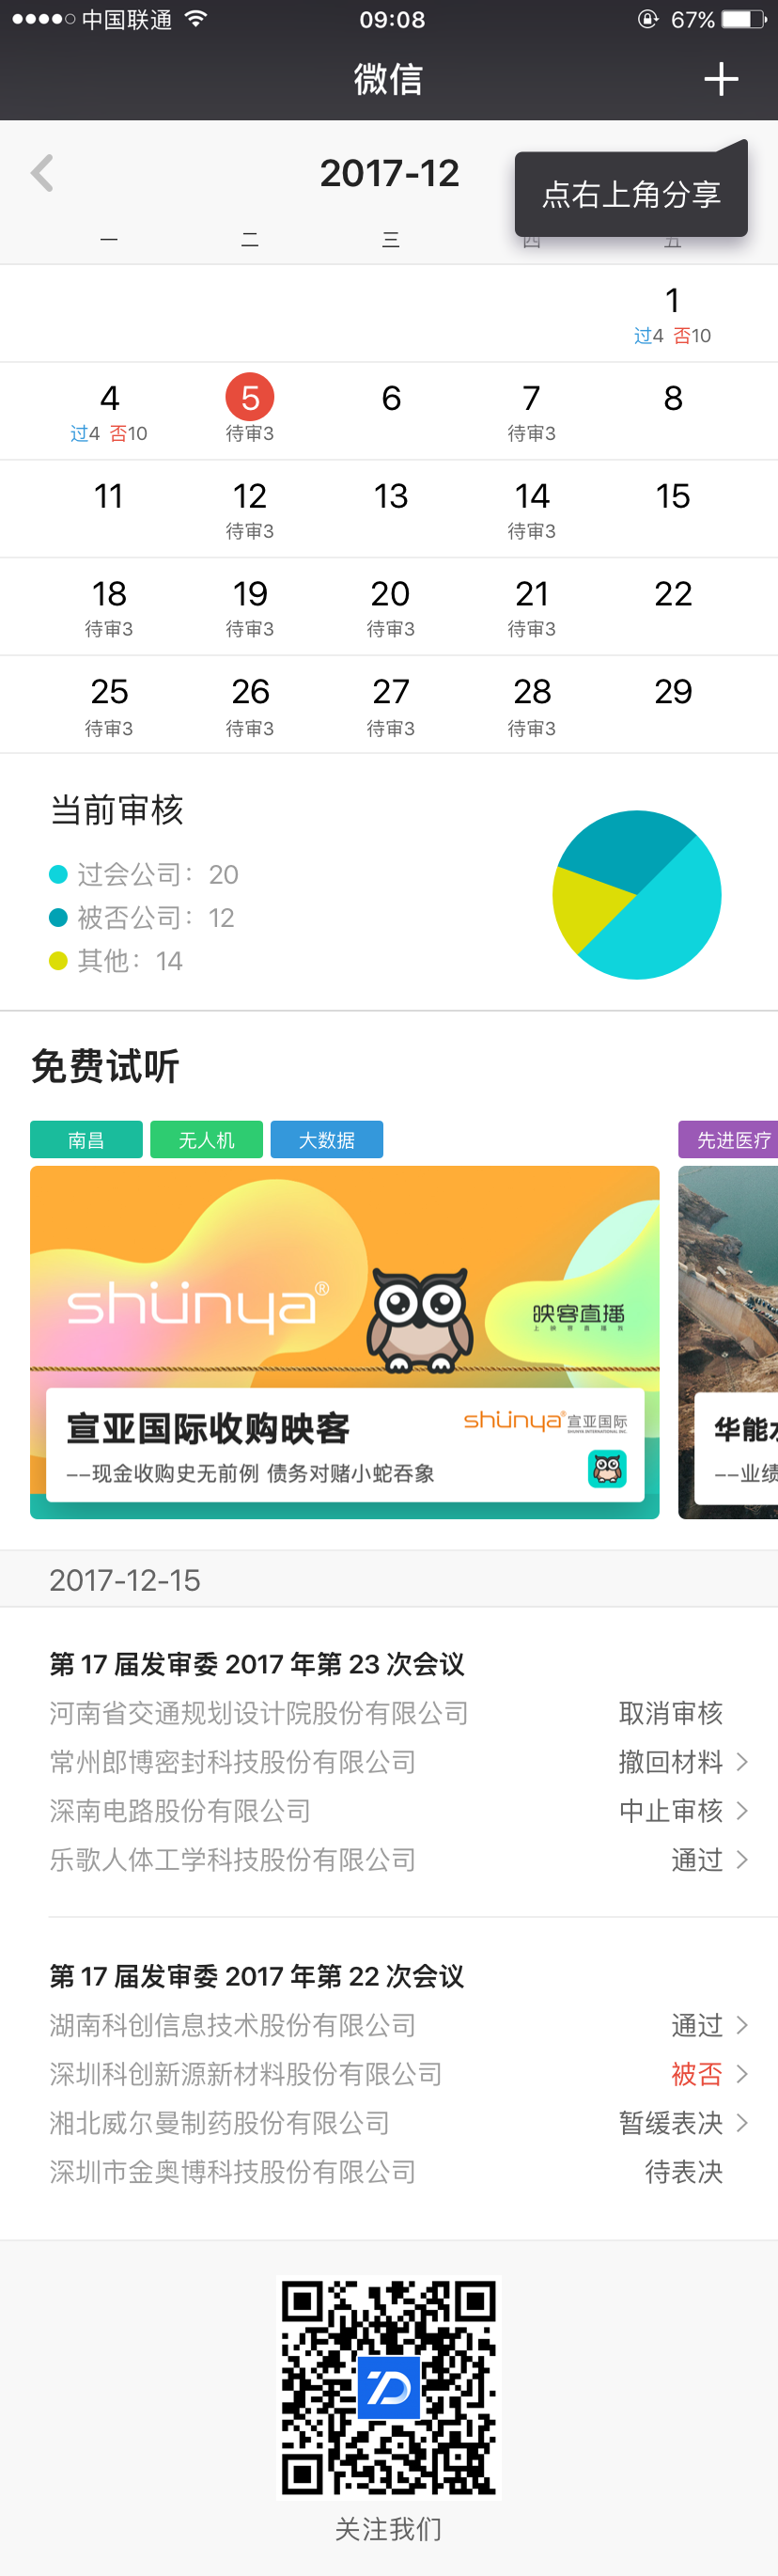 中国联通 09:08 67%
微信
2017-12
点右上角分享
一 二 三 四 五
1
过4 否10
4 5 6 7 8
过4 否10 待审3 待审3
11 12 13 14 15
待审3 待审3
18 19 20 21 22
待审3 待审3 待审3 待审3
25 26 27 28 29
待审3 待审3 待审3 待审3
当前审核
过会公司：20
被否公司：12
其他：14
免费试听
南昌 无人机 大数据 先进医疗
shünya®
映客直播
宣亚国际收购映客 shünya® 宣亚国际
--现金收购史无前例 债务对赌小蛇吞象
华能水
--业绩
2017-12-15
第 17 届发审委 2017 年第 23 次会议
河南省交通规划设计院股份有限公司 取消审核
常州郎博密封科技股份有限公司 撤回材料
深南电路股份有限公司 中止审核
乐歌人体工学科技股份有限公司 通过
第 17 届发审委 2017 年第 22 次会议
湖南科创信息技术股份有限公司 通过
深圳科创新源新材料股份有限公司 被否
湘北威尔曼制药股份有限公司 暂缓表决
深圳市金奥博科技股份有限公司 待表决
关注我们